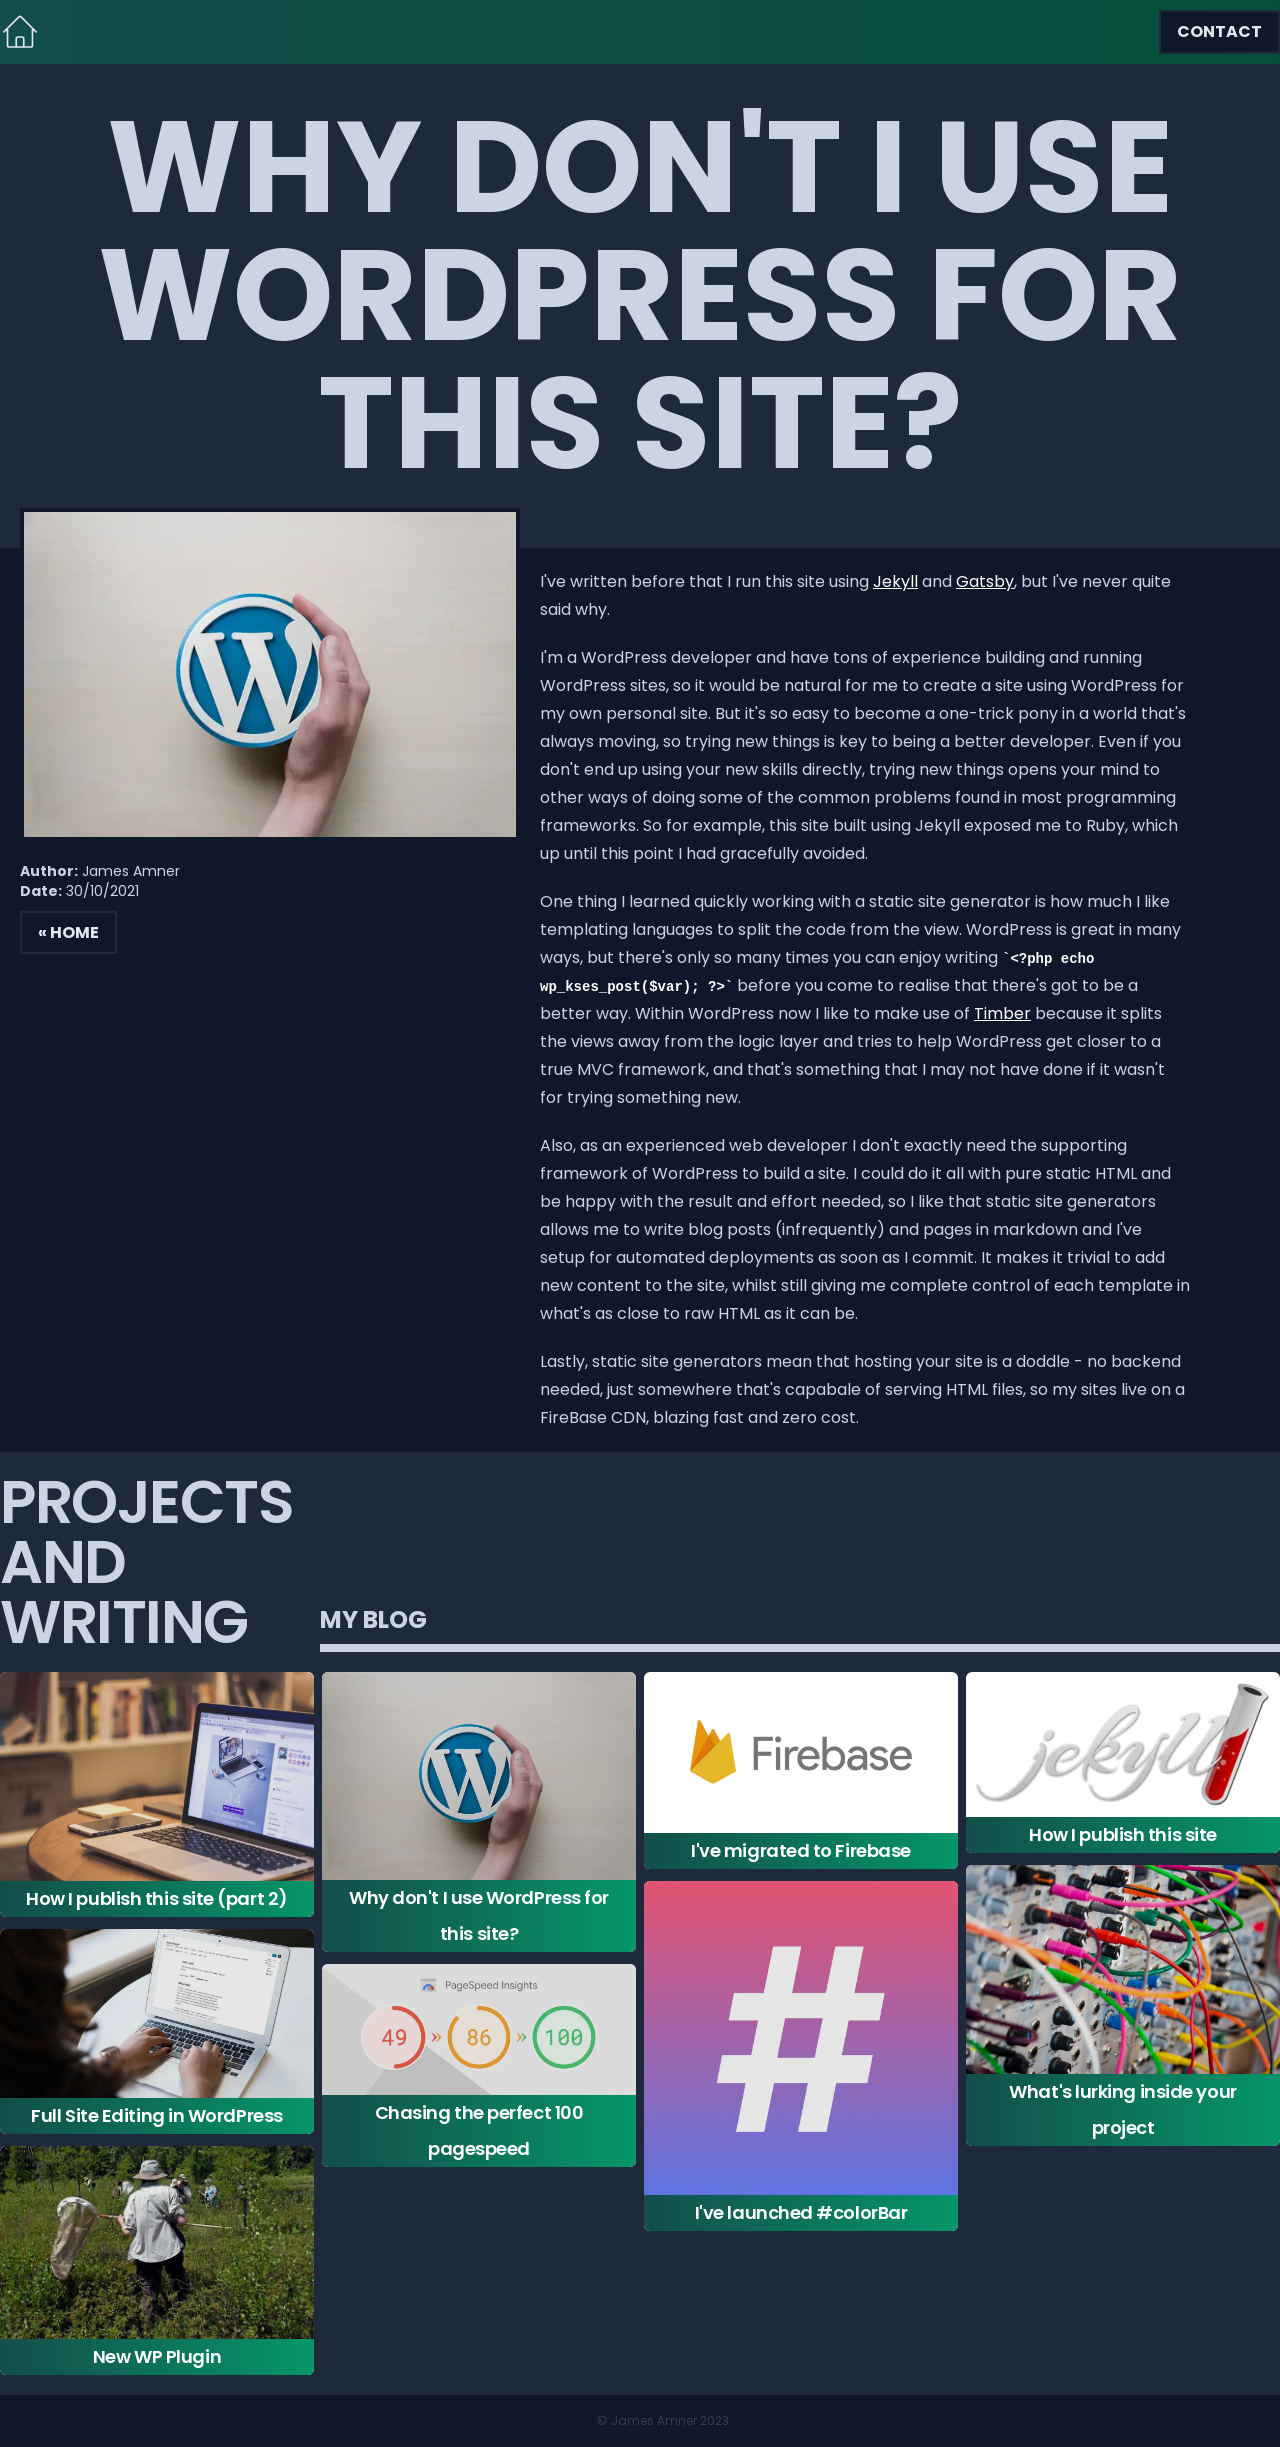 CONTACT
WHY DON'T I USE
WORDPRESS FOR
THIS SITE?
I've written before that I run this site using Jekyll and Gatsby, but I've never quite
said why.
I'm a WordPress developer and have tons of experience building and running
WordPress sites, so it would be natural for me to create a site using WordPress for
my own personal site. But it's so easy to become a one-trick pony in a world that's
always moving, so trying new things is key to being a better developer. Even if you
don't end up using your new skills directly, trying new things opens your mind to
other ways of doing some of the common problems found in most programming
frameworks. So for example, this site built using Jekyll exposed me to Ruby, which
up until this point I had gracefully avoided.
Author: James Amner
Date: 30/10/2021
« HOME
One thing I learned quickly working with a static site generator is how much I like
templating languages to split the code from the view. WordPress is great in many
ways, but there's only so many times you can enjoy writing `<?php echo
wp_kses_post($var); ?>` before you come to realise that there's got to be a
better way. Within WordPress now I like to make use of Timber because it splits
the views away from the logic layer and tries to help WordPress get closer to a
true MVC framework, and that's something that I may not have done if it wasn't
for trying something new.
Also, as an experienced web developer I don't exactly need the supporting
framework of WordPress to build a site. I could do it all with pure static HTML and
be happy with the result and effort needed, so I like that static site generators
allows me to write blog posts (infrequently) and pages in markdown and I've
setup for automated deployments as soon as I commit. It makes it trivial to add
new content to the site, whilst still giving me complete control of each template in
what's as close to raw HTML as it can be.
Lastly, static site generators mean that hosting your site is a doddle - no backend
needed, just somewhere that's capabale of serving HTML files, so my sites live on a
FireBase CDN, blazing fast and zero cost.
PROJECTS
AND
WRITING
MY BLOG
How I publish this site (part 2)
Full Site Editing in WordPress
New WP Plugin
W
Why don't I use WordPress for
this site?
PageSpeed Insights
49 » 86 » 100
Chasing the perfect 100
pagespeed
Firebase
I've migrated to Firebase
#
I've launched #colorBar
jekyll
How I publish this site
What's lurking inside your
project
© James Amner 2023